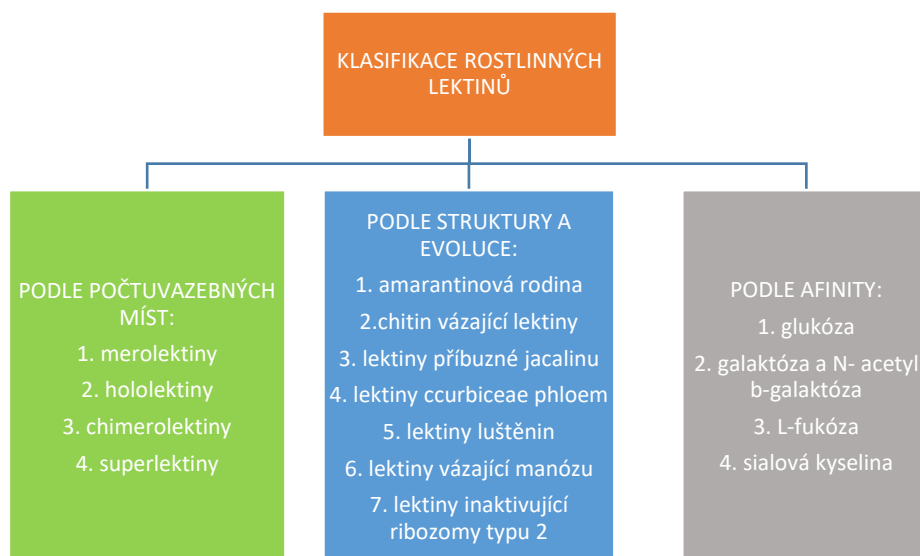 KLASIFIKACE ROSTLINNÝCH
LEKTINŮ
PODLE POČTUVAZEBNÝCH
MÍST:
1. merolektiny
2. hololektiny
3. chimerolektiny
4. superlektiny
PODLE STRUKTURY A
EVOLUCE:
1. amarantinová rodina
2.chitin vázající lektiny
3. lektiny příbuzné jacalinu
4. lektiny ccurbiceae phloem
5. lektiny luštěnin
6. lektiny vázající manózu
7. lektiny inaktivující
ribozomy typu 2
PODLE AFINITY:
1. glukóza
2. galaktóza a N- acetyl
b-galaktóza
3. L-fukóza
4. sialová kyselina